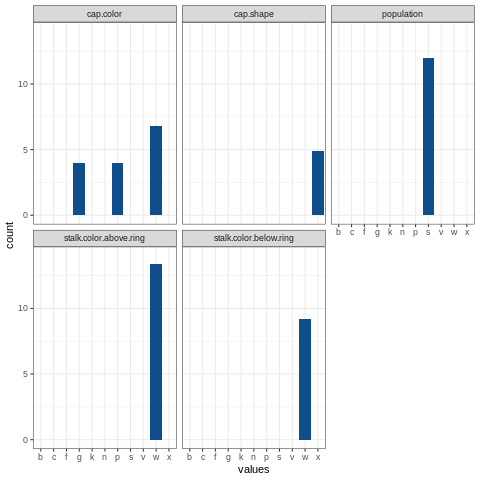 cap.color cap.shape population
10
5
0
b c f g k n p s v w x
stalk.color.above.ring stalk.color.below.ring
10
5
0
b c f g k n p s v w x b c f g k n p s v w x
count
values